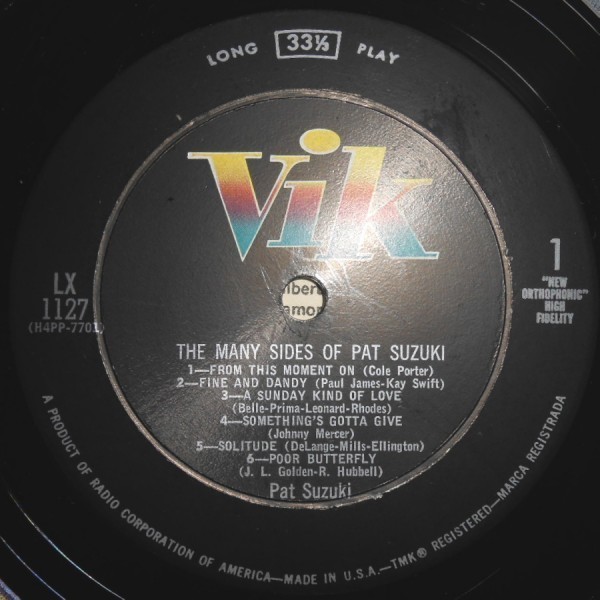 LONG 33⅓ PLAY
Vik
LX
1127
(H4PP-7701)
1
"NEW
ORTHOPHONIC"
HIGH
FIDELITY
THE MANY SIDES OF PAT SUZUKI
1—FROM THIS MOMENT ON (Cole Porter)
2—FINE AND DANDY (Paul James-Kay Swift)
3—A SUNDAY KIND OF LOVE
(Belle-Prima-Leonard-Rhodes)
4—SOMETHING'S GOTTA GIVE
(Johnny Mercer)
5—SOLITUDE (DeLange-Mills-Ellington)
6—POOR BUTTERFLY
(J. L. Golden-R. Hubbell)
Pat Suzuki
A PRODUCT OF RADIO CORPORATION OF AMERICA—MADE IN U.S.A.—TMK® REGISTERED—MARCA REGISTRADA